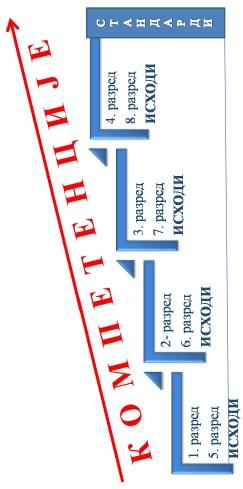 КОМПЕТЕНЦИЈЕ
1. разред
5. разред
ИСХОДИ
2- разред
6. разред
ИСХОДИ
3. разред
7. разред
ИСХОДИ
4. разред
8. разред
ИСХОДИ
СТАНДАРДИ